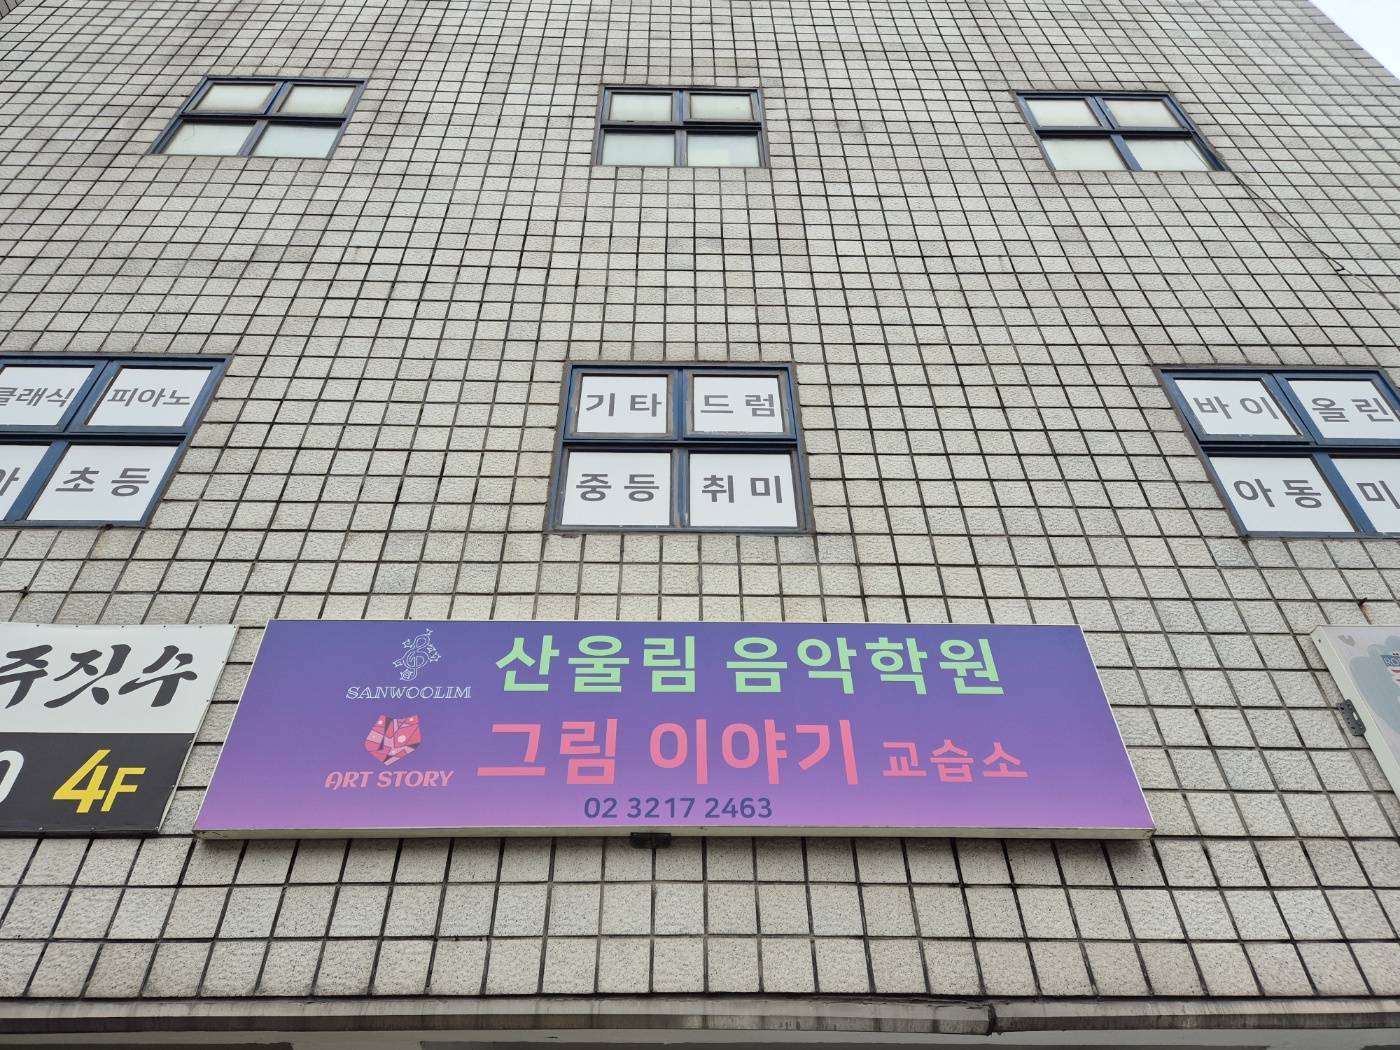 클래식 피아노
초등
기타 드럼
중등 취미
바이 올린
아동 미
주짓수
4F
SANWOOLIM
산울림 음악학원
ART STORY
그림 이야기 교습소
02 3217 2463